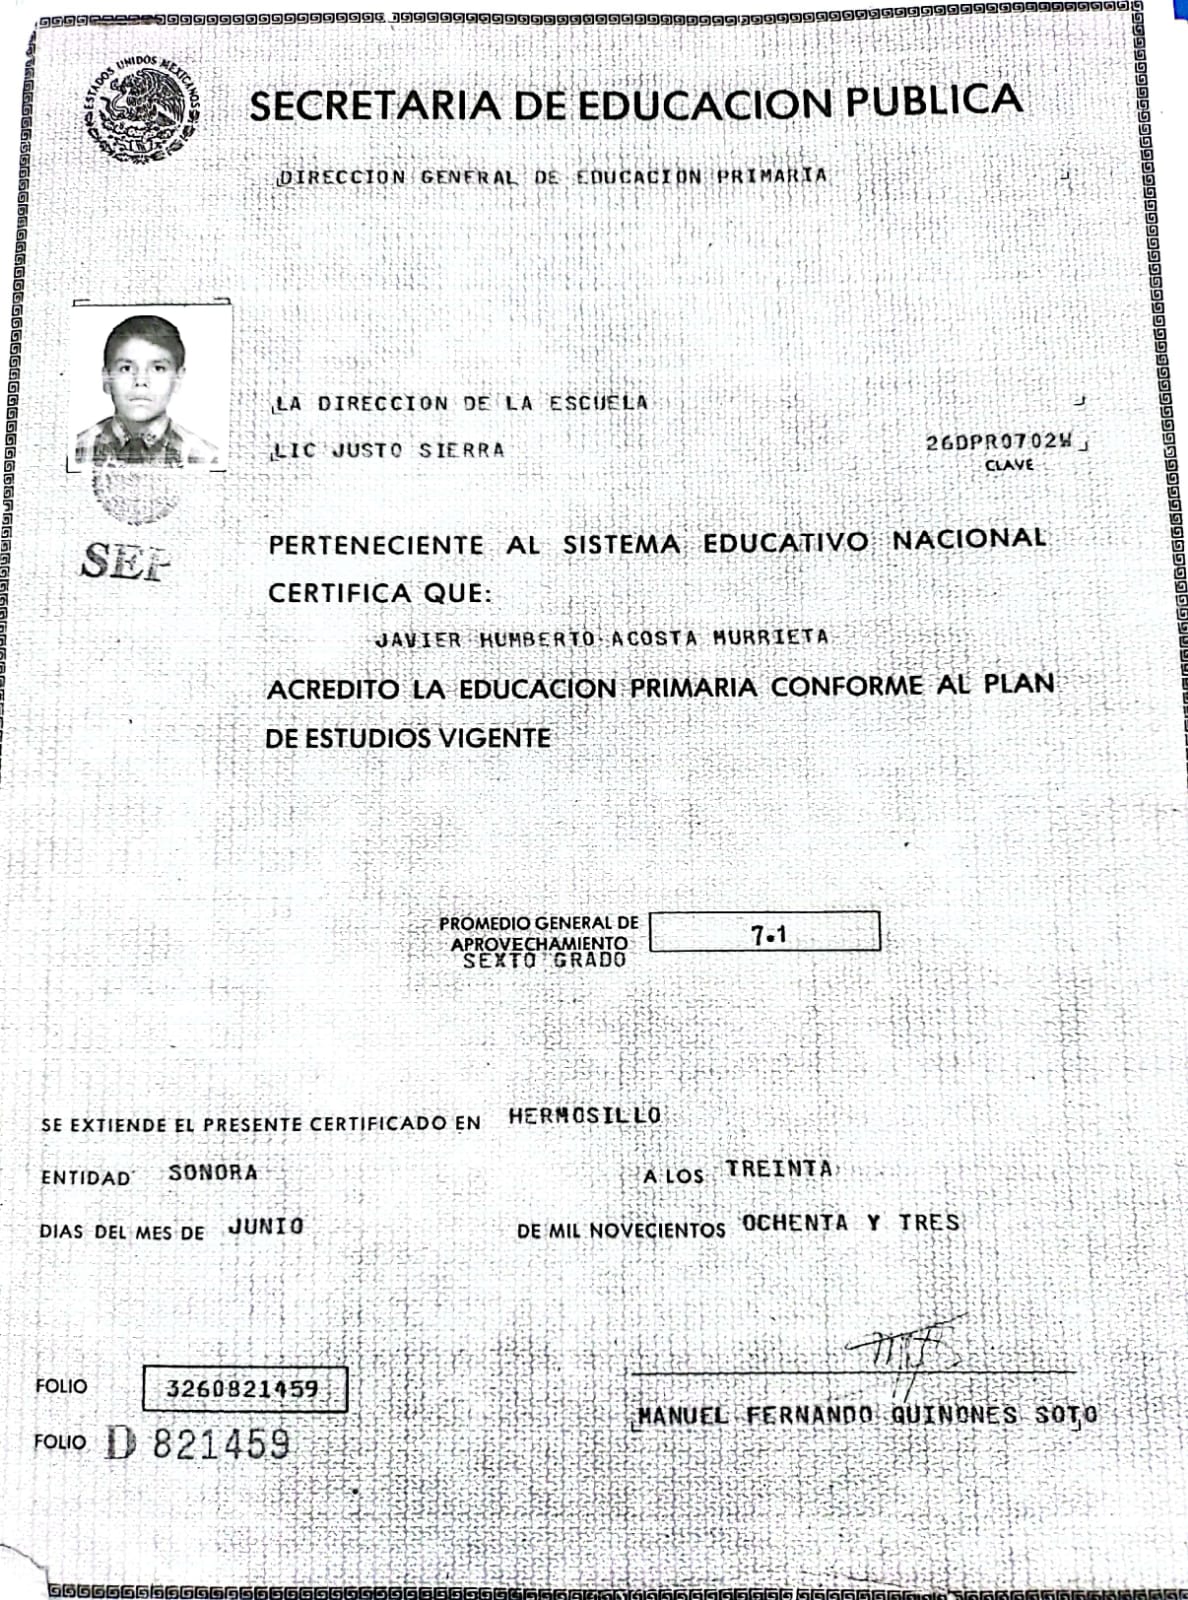 ESTADOS UNIDOS MEXICANOS
SECRETARIA DE EDUCACION PUBLICA
DIRECCION GENERAL DE EDUCACION PRIMARIA
LA DIRECCION DE LA ESCUELA
LIC JUSTO SIERRA
26DPR0702W
CLAVE
SEP
PERTENECIENTE AL SISTEMA EDUCATIVO NACIONAL
CERTIFICA QUE:
JAVIER HUMBERTO ACOSTA MURRIETA
ACREDITO LA EDUCACION PRIMARIA CONFORME AL PLAN
DE ESTUDIOS VIGENTE
PROMEDIO GENERAL DE
APROVECHAMIENTO
SEXTO GRADO
7.1
SE EXTIENDE EL PRESENTE CERTIFICADO EN HERMOSILLO
ENTIDAD SONORA A LOS TREINTA
DIAS DEL MES DE JUNIO DE MIL NOVECIENTOS OCHENTA Y TRES
FOLIO 3260821459
MANUEL FERNANDO QUINONES SOTO
FOLIO D 821459